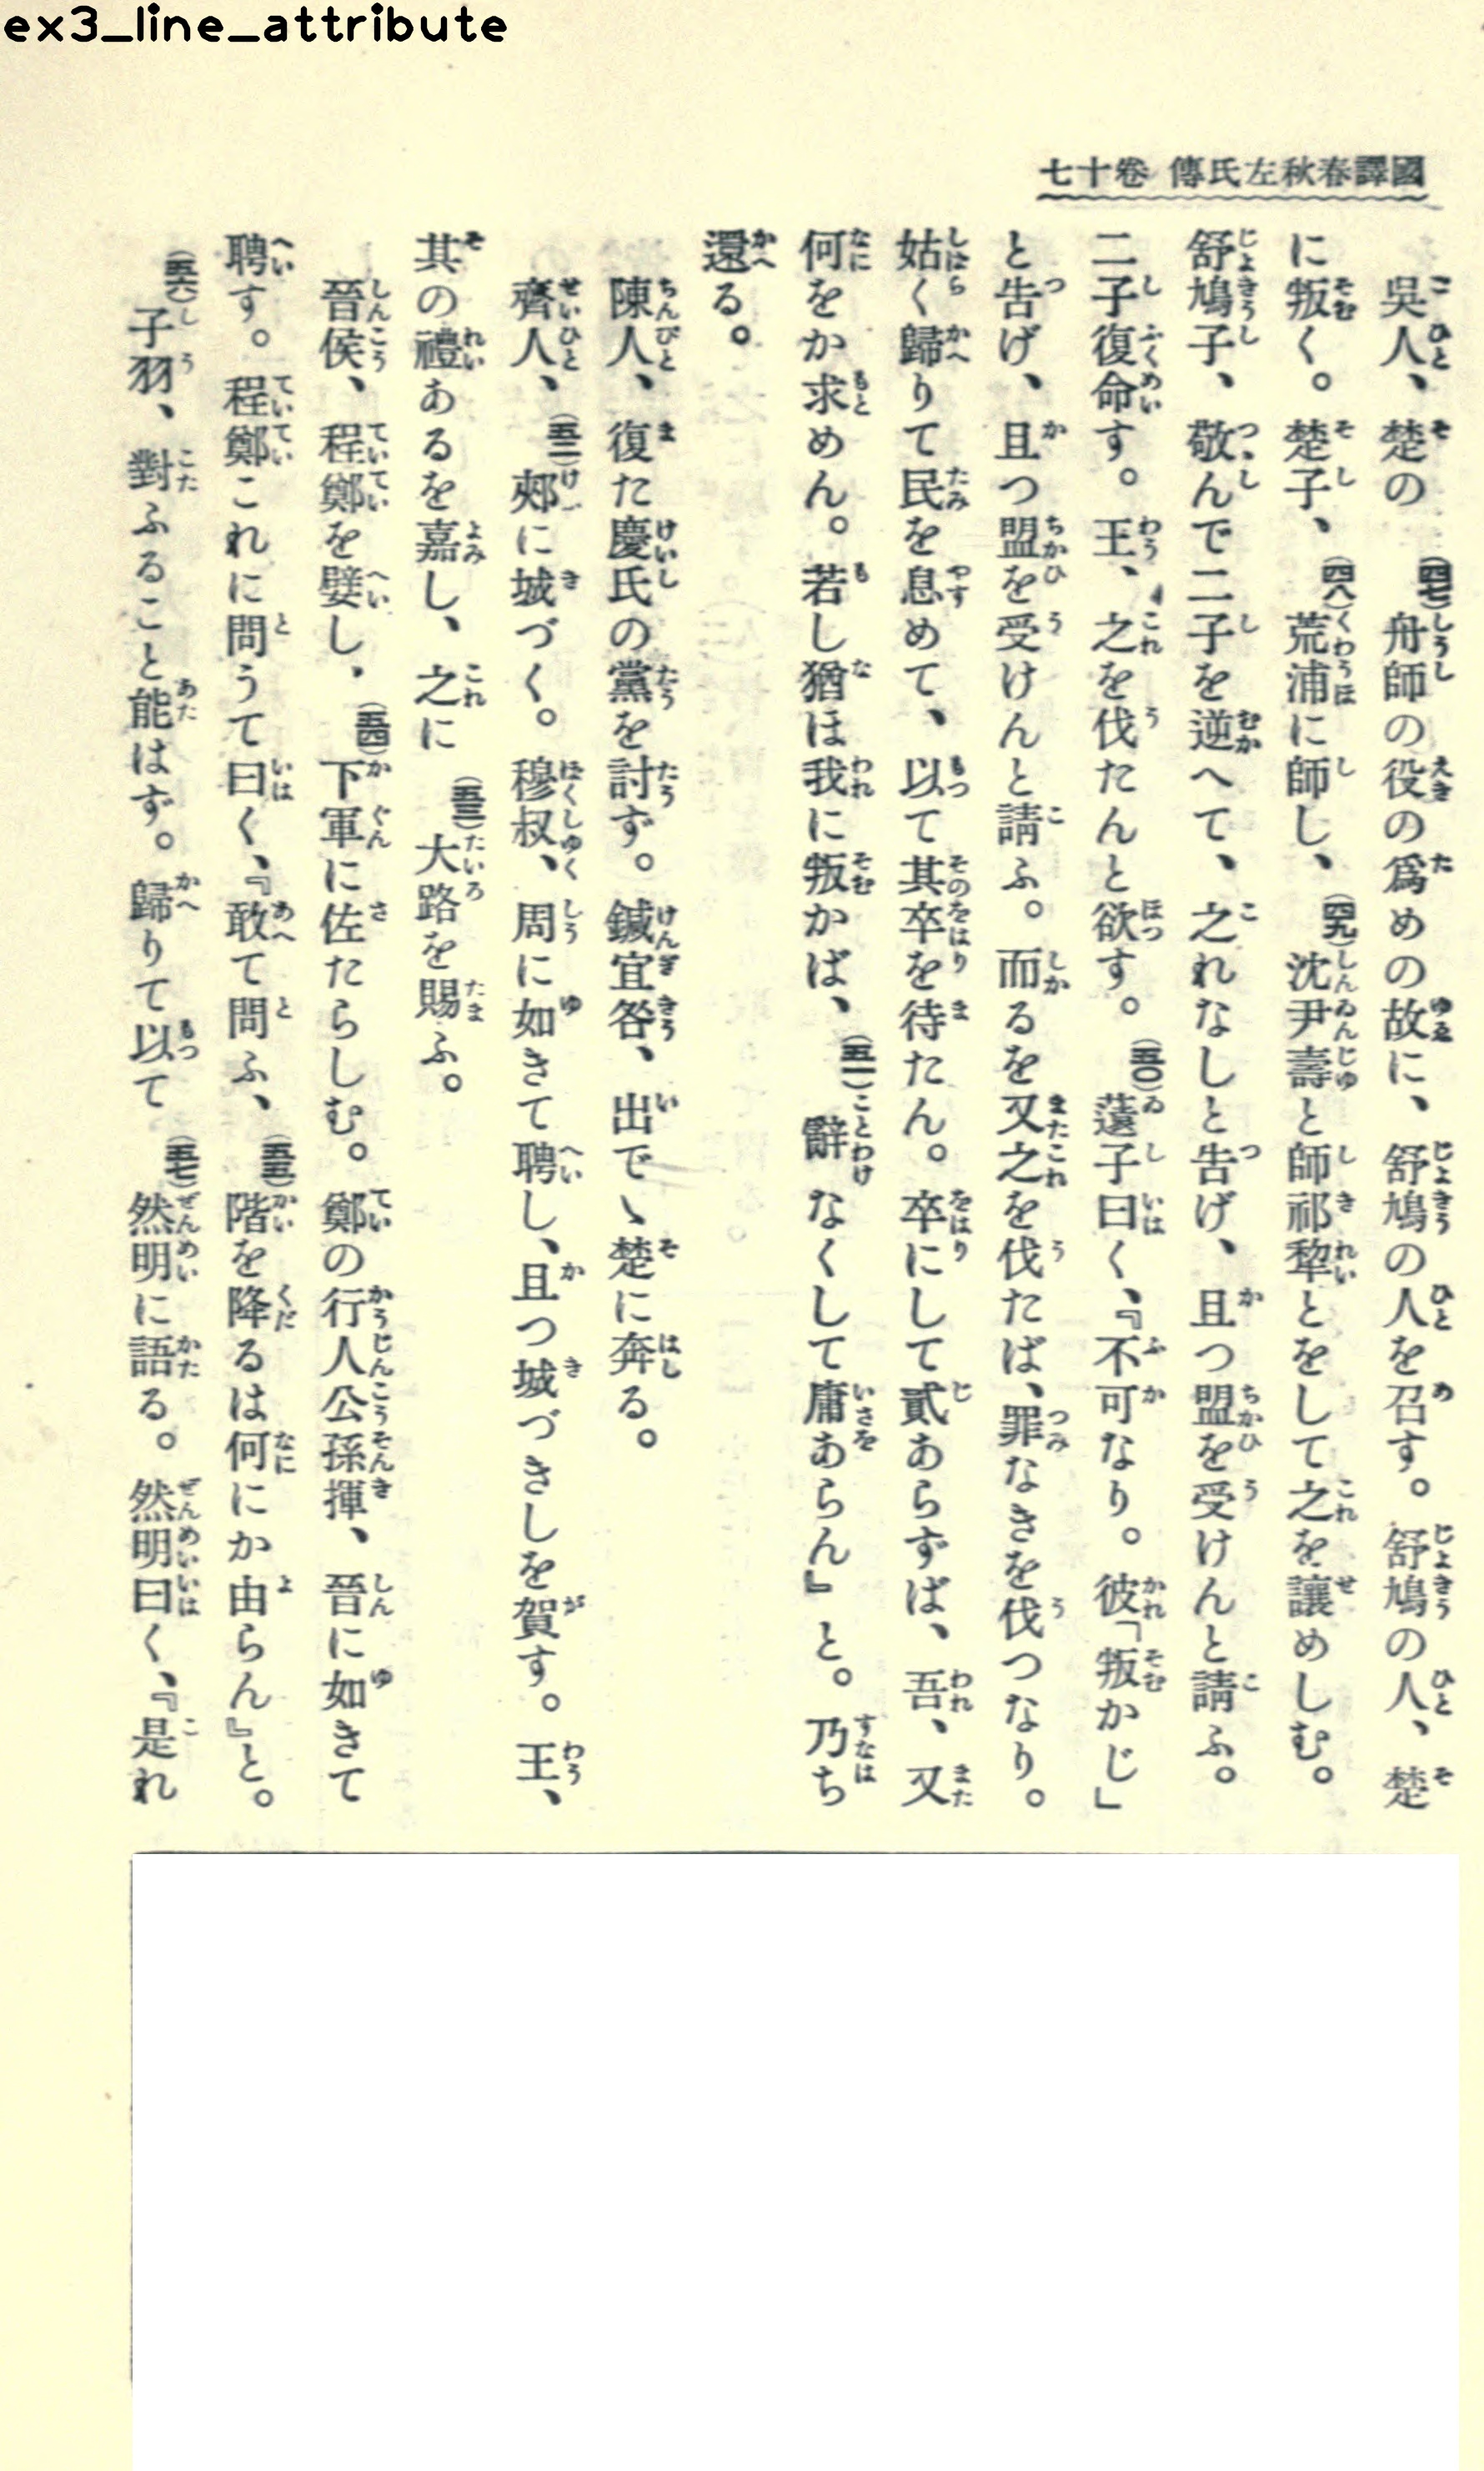 ex3_line_attribute
國譯春秋左氏傳 卷十七
吳人、楚の(四七)舟師の役の爲めの故に、舒鳩の人を召す。舒鳩の人、楚
に叛く。楚子、(四八)荒浦に師し、(四九)沈尹壽と師祁犂とをして之を讓めしむ。
舒鳩子、敬んで二子を逆へて、之れなしと告げ、且つ盟を受けんと請ふ。
二子復命す。王、之を伐たんと欲す。(五〇)薳子曰く、『不可なり。彼「叛かじ」
と告げ、且つ盟を受けんと請ふ。而るを又之を伐たば、罪なきを伐つなり。
姑く歸りて民を息めて、以て其卒を待たん。卒にして貳あらずば、吾、又
何をか求めん。若し猶ほ我に叛かば、(五一)辭なくして庸あらん』と。乃ち
還る。
陳人、復た慶氏の黨を討ず。鍼宜咎、出でゝ楚に奔る。
齊人、(五二)郟に城づく。穆叔、周に如きて聘し、且つ城づきしを賀す。王、
其の禮あるを嘉し、之に(五三)大路を賜ふ。
晉侯、程鄭を嬖し、(五四)下軍に佐たらしむ。鄭の行人公孫揮、晉に如きて
聘す。程鄭これに問うて曰く、『敢て問ふ、(五五)階を降るは何にか由らん』と。
(五六)子羽、對ふること能はず。歸りて以て(五七)然明に語る。然明曰く、『是れ